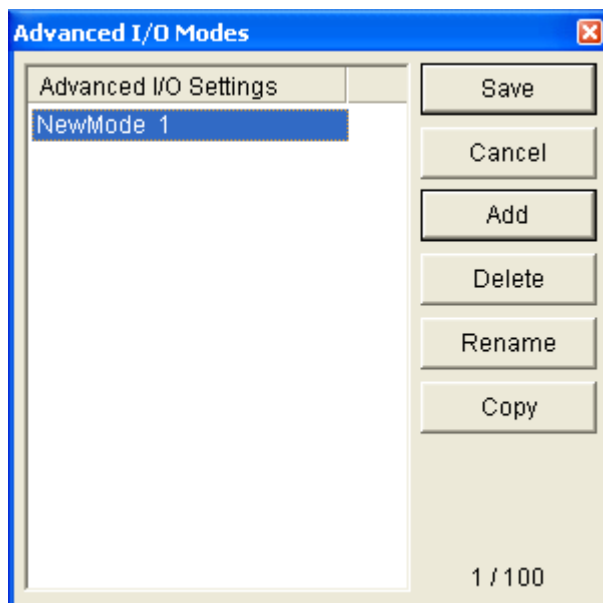 Advanced I/O Modes
Advanced I/O Settings
NewMode 1
Save
Cancel
Add
Delete
Rename
Copy
1 / 100